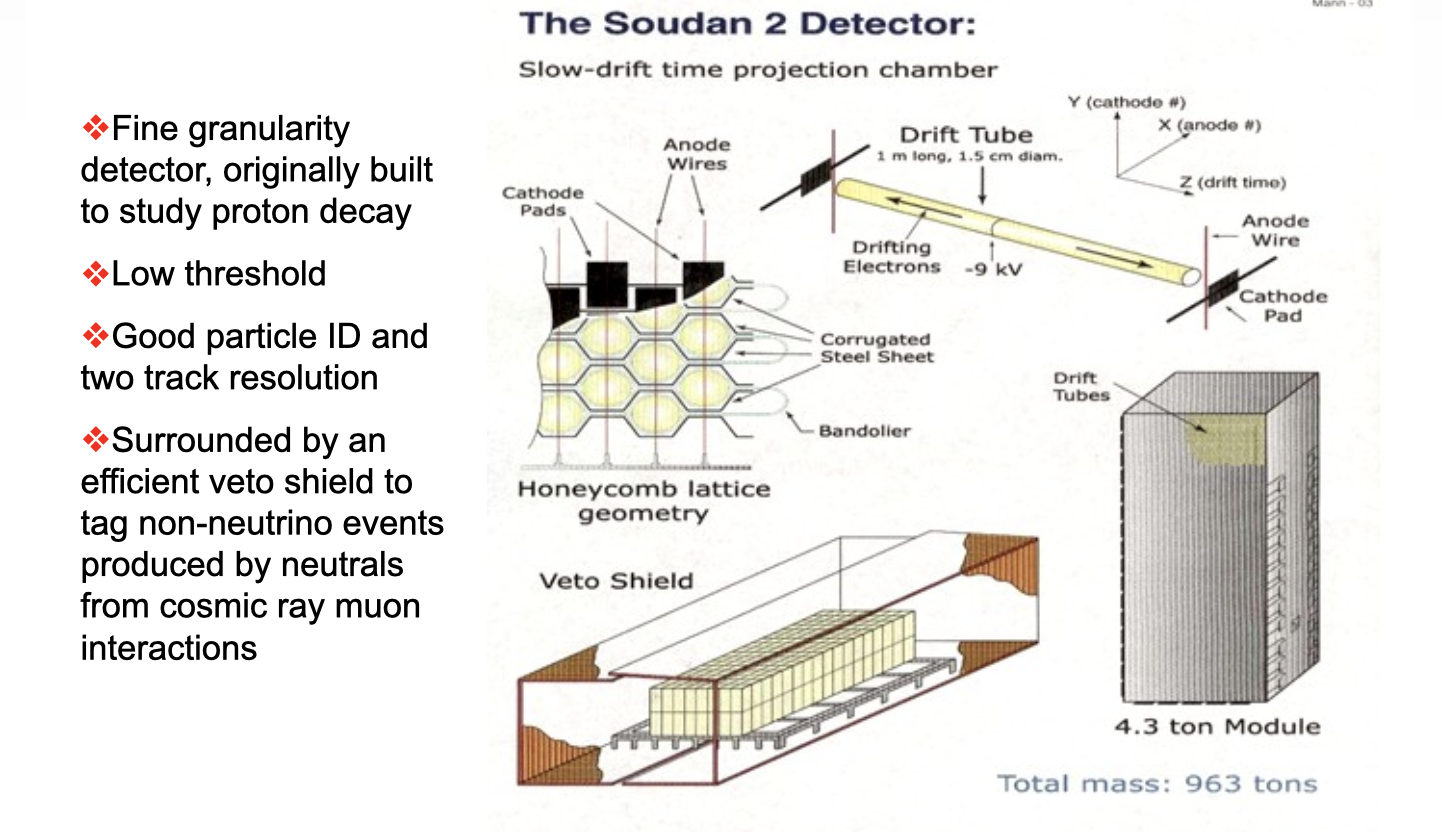 Mann - 03
The Soudan 2 Detector:
Slow-drift time projection chamber
❖Fine granularity
detector, originally built
to study proton decay
❖Low threshold
❖Good particle ID and
two track resolution
❖Surrounded by an
efficient veto shield to
tag non-neutrino events
produced by neutrals
from cosmic ray muon
interactions
Anode
Wires
Cathode
Pads
Drift Tube
1 m long, 1.5 cm diam.
Y (cathode #)
X (anode #)
Z (drift time)
Drifting
Electrons
-9 kV
Anode
Wire
Cathode
Pad
Corrugated
Steel Sheet
Bandolier
Honeycomb lattice
geometry
Drift
Tubes
Veto Shield
4.3 ton Module
Total mass: 963 tons